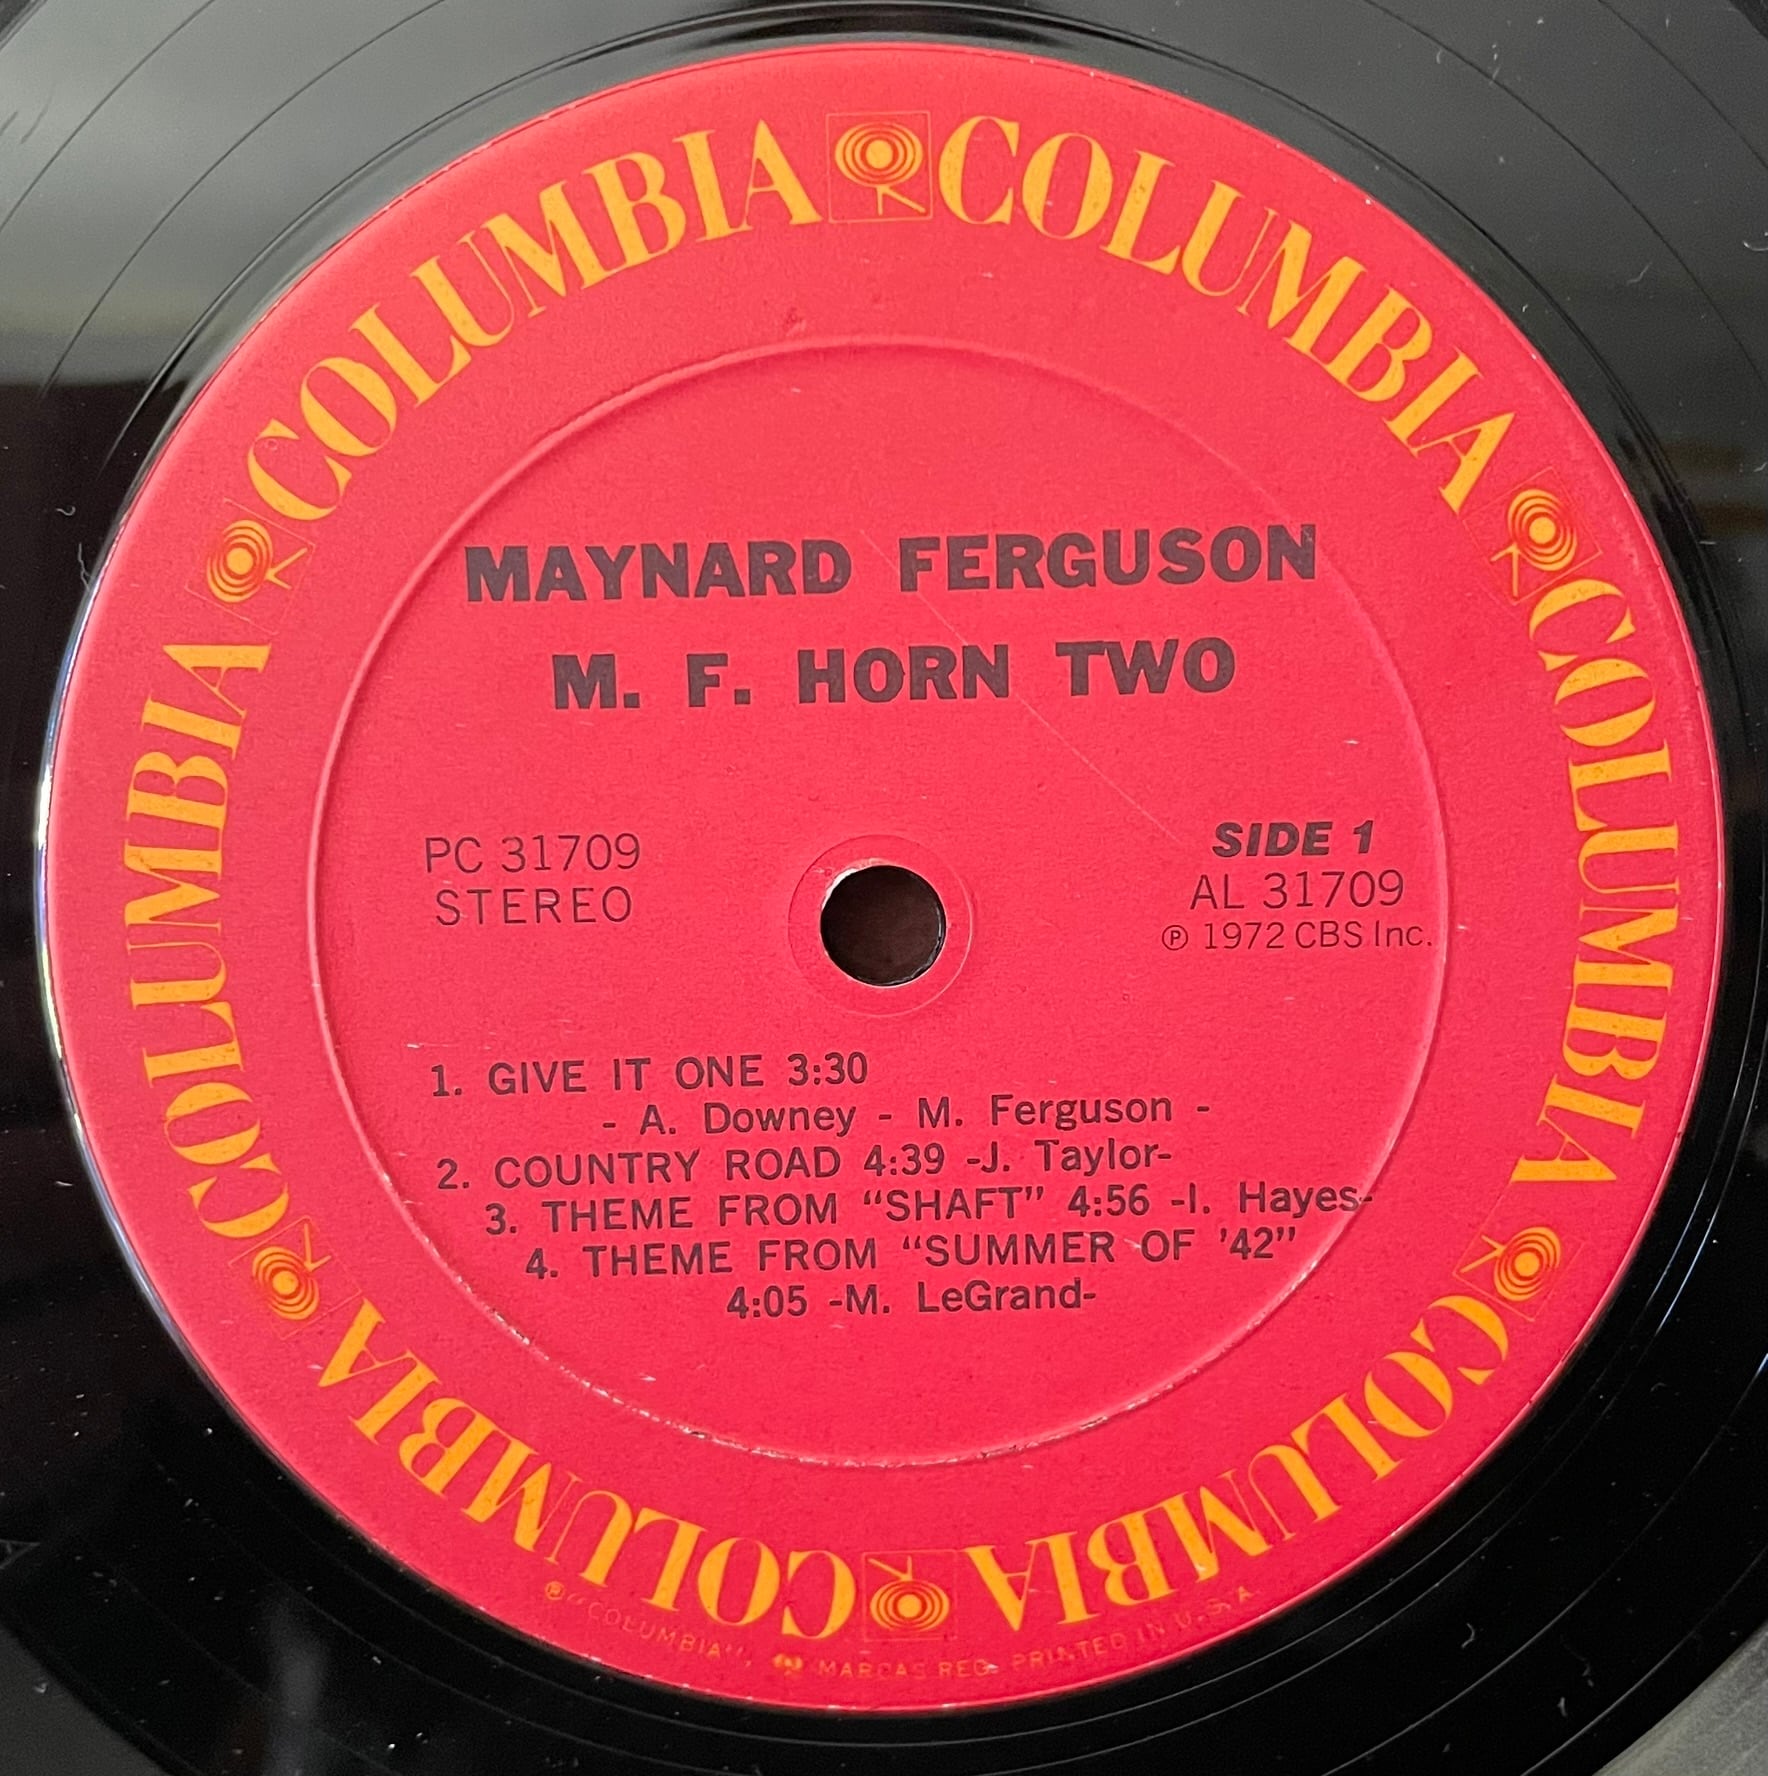 COLUMBIA COLUMBIA COLUMBIA COLUMBIA COLUMBIA COLUMBIA
MAYNARD FERGUSON
M. F. HORN TWO
PC 31709
STEREO
SIDE 1
AL 31709
℗ 1972 CBS Inc.
1. GIVE IT ONE 3:30
- A. Downey - M. Ferguson -
2. COUNTRY ROAD 4:39 -J. Taylor-
3. THEME FROM “SHAFT” 4:56 -I. Hayes-
4. THEME FROM “SUMMER OF '42”
4:05 -M. LeGrand-
® “COLUMBIA”, MARCAS REG. PRINTED IN U.S.A.